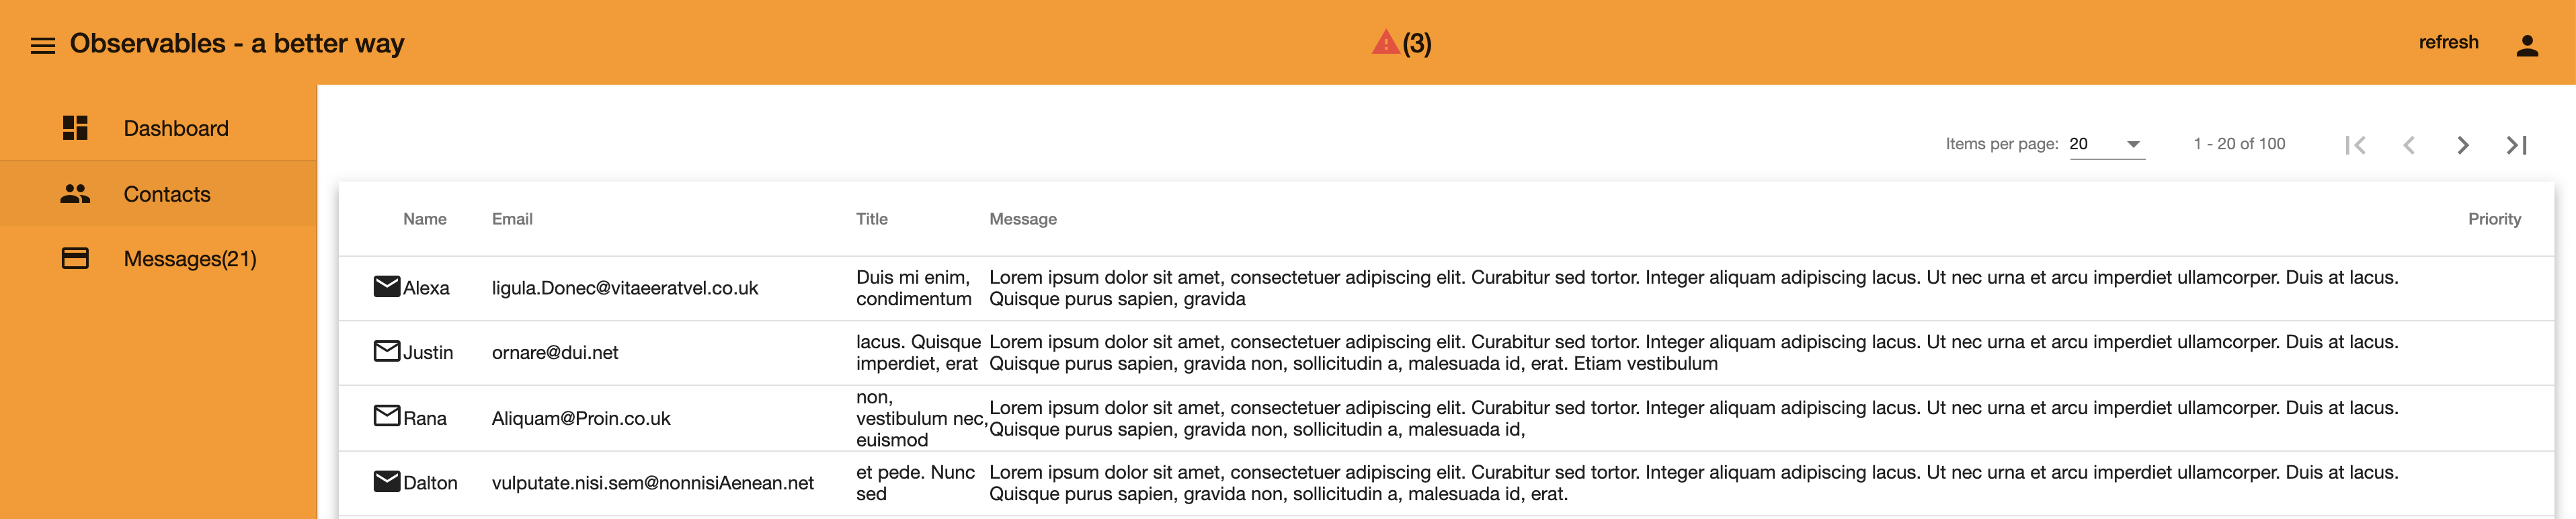 Observables - a better way
(3)
refresh
Dashboard
Contacts
Messages(21)
Items per page: 20
1 - 20 of 100
Name Email Title Message Priority
Alexa ligula.Donec@vitaeeratvel.co.uk
Duis mi enim,
condimentum
Lorem ipsum dolor sit amet, consectetuer adipiscing elit. Curabitur sed tortor. Integer aliquam adipiscing lacus. Ut nec urna et arcu imperdiet ullamcorper. Duis at lacus.
Quisque purus sapien, gravida
Justin ornare@dui.net
lacus. Quisque
imperdiet, erat
Lorem ipsum dolor sit amet, consectetuer adipiscing elit. Curabitur sed tortor. Integer aliquam adipiscing lacus. Ut nec urna et arcu imperdiet ullamcorper. Duis at lacus.
Quisque purus sapien, gravida non, sollicitudin a, malesuada id, erat. Etiam vestibulum
Rana Aliquam@Proin.co.uk
non,
vestibulum nec,
euismod
Lorem ipsum dolor sit amet, consectetuer adipiscing elit. Curabitur sed tortor. Integer aliquam adipiscing lacus. Ut nec urna et arcu imperdiet ullamcorper. Duis at lacus.
Quisque purus sapien, gravida non, sollicitudin a, malesuada id,
Dalton vulputate.nisi.sem@nonnisiAenean.net
et pede. Nunc
sed
Lorem ipsum dolor sit amet, consectetuer adipiscing elit. Curabitur sed tortor. Integer aliquam adipiscing lacus. Ut nec urna et arcu imperdiet ullamcorper. Duis at lacus.
Quisque purus sapien, gravida non, sollicitudin a, malesuada id, erat.